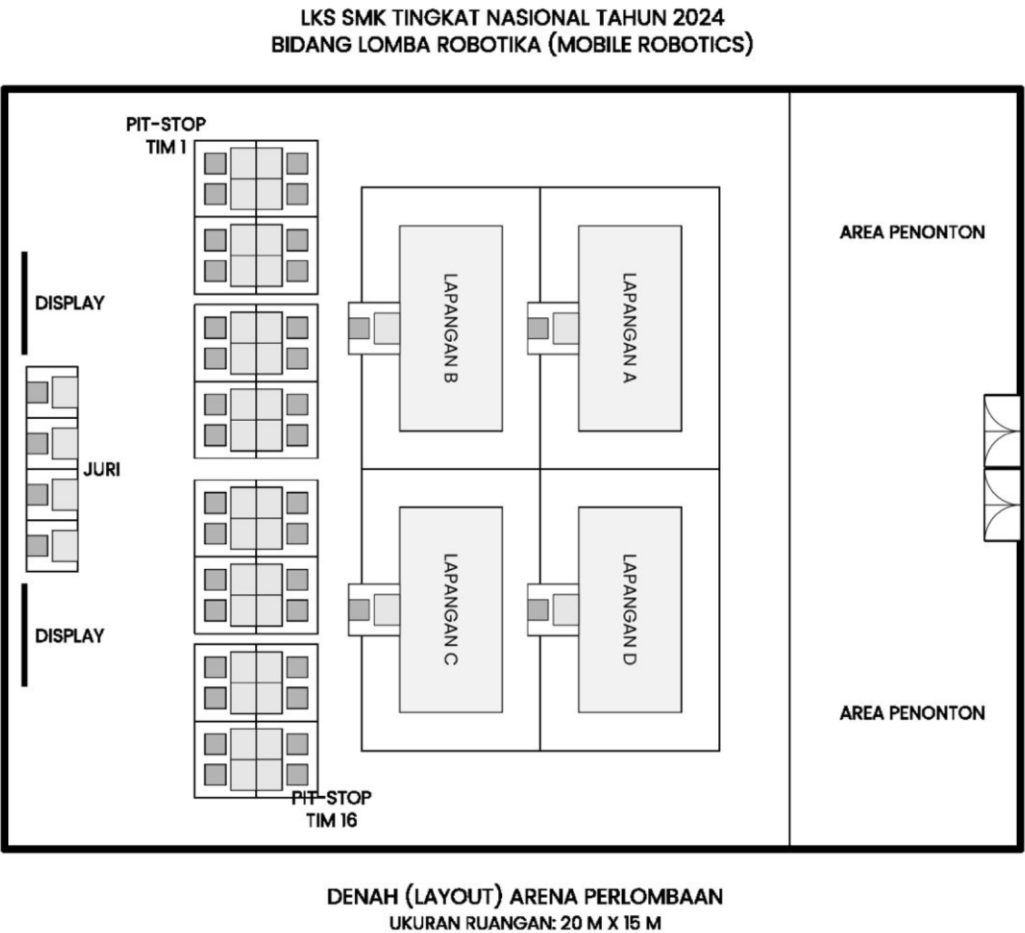 LKS SMK TINGKAT NASIONAL TAHUN 2024
BIDANG LOMBA ROBOTIKA (MOBILE ROBOTICS)
PIT-STOP
TIM 1
AREA PENONTON
DISPLAY
LAPANGAN B
LAPANGAN A
JURI
LAPANGAN C
LAPANGAN D
DISPLAY
AREA PENONTON
PIT-STOP
TIM 16
DENAH (LAYOUT) ARENA PERLOMBAAN
UKURAN RUANGAN: 20 M X 15 M